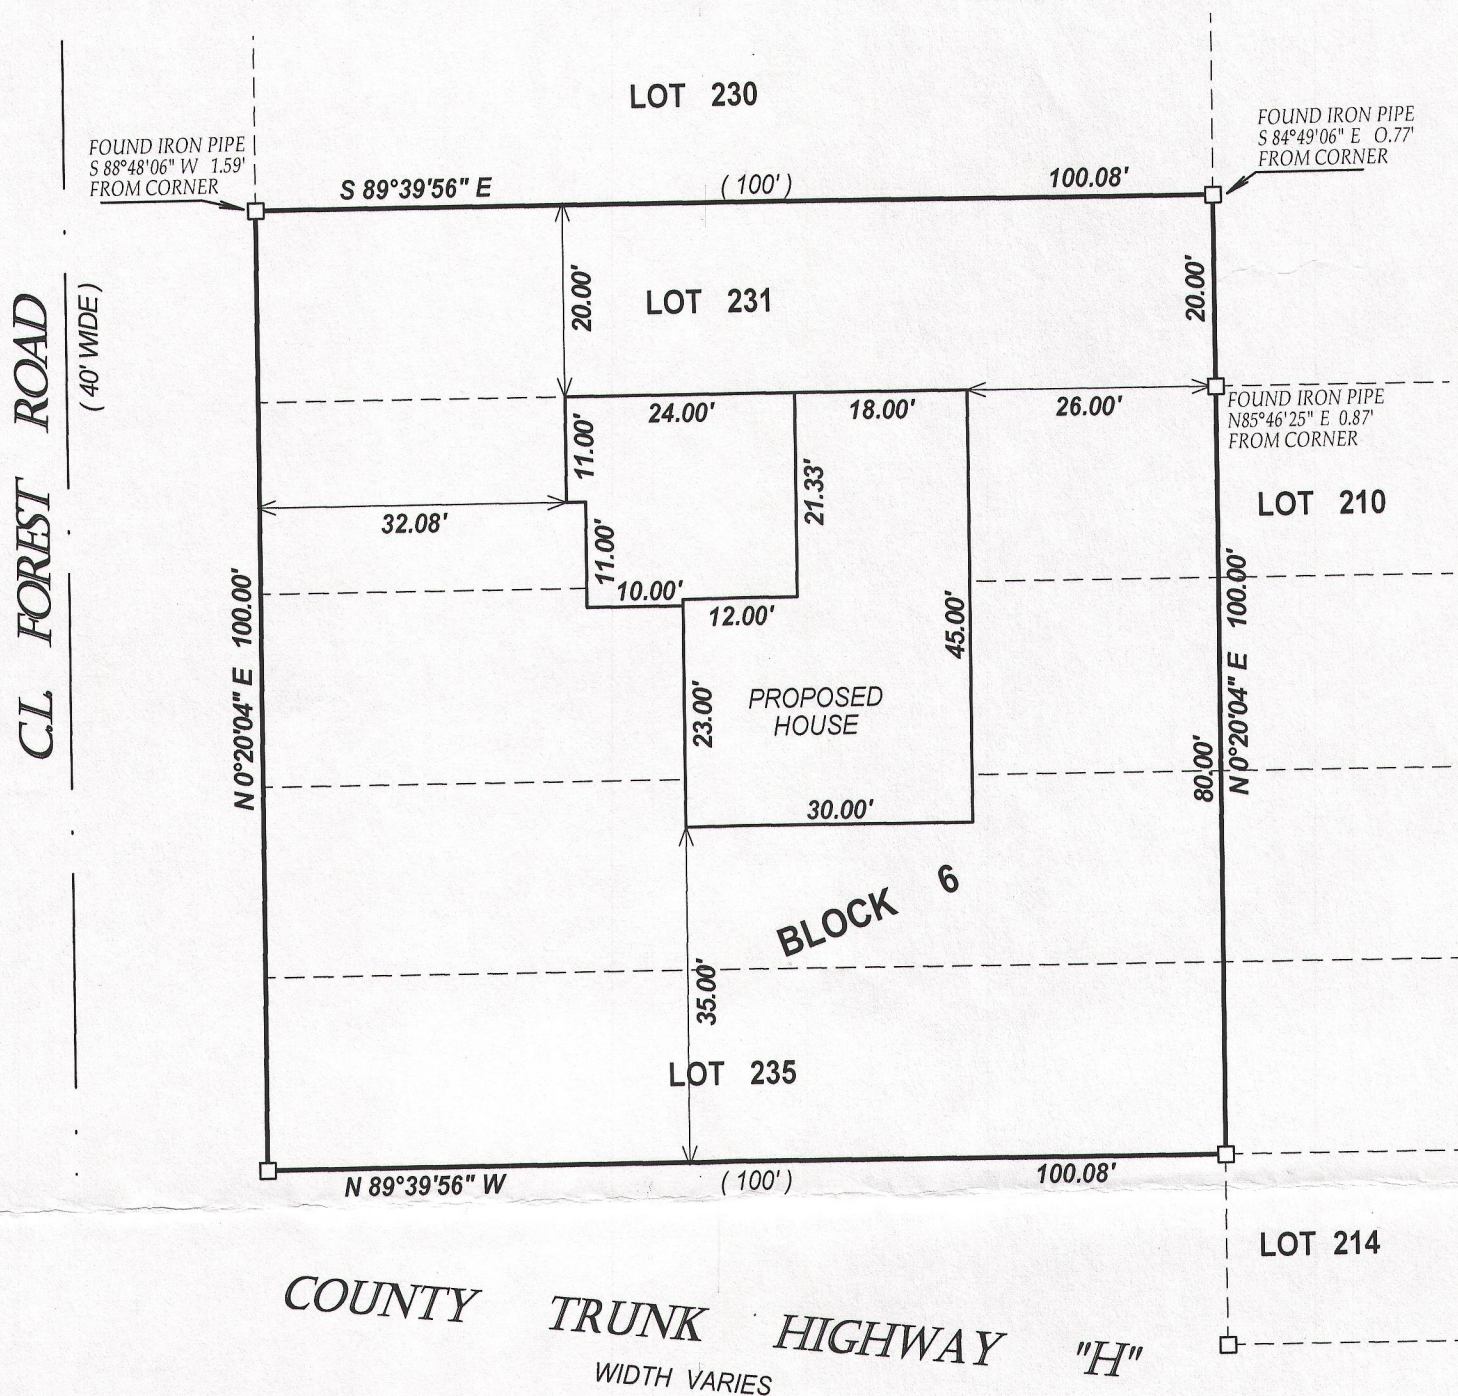 LOT 230
FOUND IRON PIPE
S 88°48'06" W 1.59'
FROM CORNER
FOUND IRON PIPE
S 84°49'06" E 0.77'
FROM CORNER
S 89°39'56" E
( 100' )
100.08'
20.00'
LOT 231
20.00'
C.L. FOREST ROAD
( 40' WIDE )
24.00'
18.00'
26.00'
FOUND IRON PIPE
N85°46'25" E 0.87'
FROM CORNER
11.00'
21.33'
LOT 210
32.08'
11.00'
10.00'
12.00'
45.00'
N 0°20'04" E 100.00'
N 0°20'04" E 100.00'
23.00'
PROPOSED
HOUSE
80.00'
30.00'
BLOCK 6
35.00'
LOT 235
N 89°39'56" W
( 100' )
100.08'
LOT 214
COUNTY TRUNK HIGHWAY "H"
WIDTH VARIES